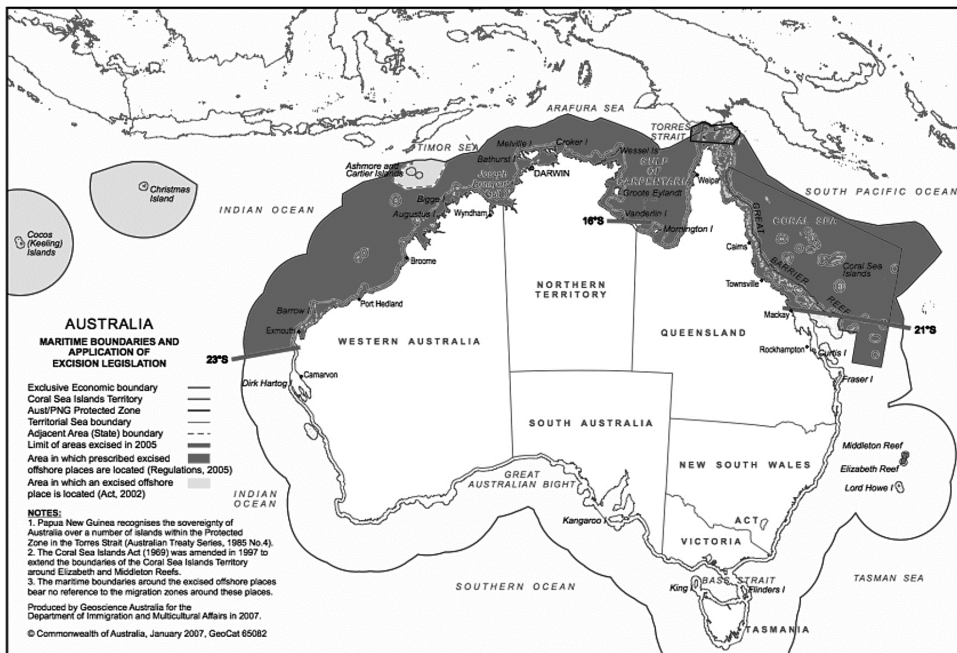 ARAFURA SEA
TORRES
STRAIT
TIMOR SEA
Melville I
Croker I
Wessel Is
Ashmore and
Cartier Islands
Bathurst I
DARWIN
GULF
OF
CARPENTARIA
Weipa
Christmas
Island
Joseph
Bonaparte
Groote Eylandt
SOUTH PACIFIC OCEAN
INDIAN OCEAN
Bigge I
Augustus I
Wyndham
Vanderlin I
16°S
Mornington I
GREAT
BARRIER
REEF
CORAL SEA
Cocos
(Keeling)
Islands
Cairns
Broome
Coral Sea
Islands
Townsville
NORTHERN
TERRITORY
Barrow I
Port Hedland
Mackay
Exmouth
21°S
WESTERN AUSTRALIA
QUEENSLAND
23°S
Rockhampton
Curtis I
Dirk Hartog I
Carnarvon
Fraser I
SOUTH AUSTRALIA
Middleton Reef
NEW SOUTH WALES
Elizabeth Reef
GREAT
AUSTRALIAN BIGHT
Lord Howe I
INDIAN
OCEAN
Kangaroo I
ACT
VICTORIA
SOUTHERN OCEAN
King I
BASS STRAIT
Flinders I
TASMAN SEA
TASMANIA
AUSTRALIA
MARITIME BOUNDARIES AND
APPLICATION OF
EXCISION LEGISLATION
Exclusive Economic boundary
Coral Sea Islands Territory
Aust/PNG Protected Zone
Territorial Sea boundary
Adjacent Area (State) boundary
Limit of areas excised in 2005
Area in which prescribed excised
offshore places are located (Regulations, 2005)
Area in which an excised offshore
place is located (Act, 2002)
NOTES:
1. Papua New Guinea recognises the sovereignty of
Australia over a number of islands within the Protected
Zone in the Torres Strait (Australian Treaty Series, 1985 No.4).
2. The Coral Sea Islands Act (1969) was amended in 1997 to
extend the boundaries of the Coral Sea Islands Territory
around Elizabeth and Middleton Reefs.
3. The maritime boundaries around the excised offshore places
bear no reference to the migration zones around these places.
Produced by Geoscience Australia for the
Department of Immigration and Multicultural Affairs in 2007.
© Commonwealth of Australia, January 2007, GeoCat 65082